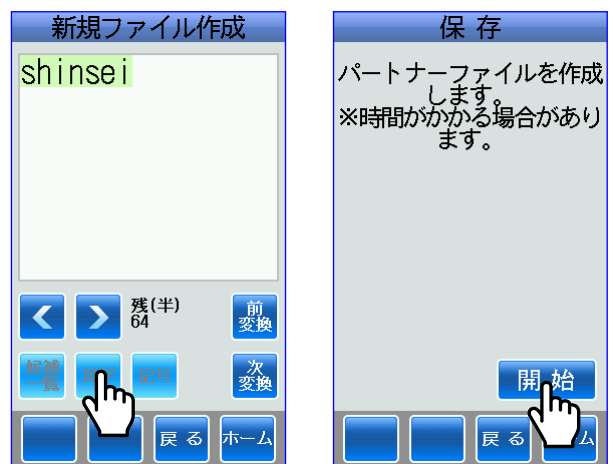 新規ファイル作成
shinsei
残(半)
64
前
変換
候補
一覧
記号
次
変換
戻る
ホーム
保存
パートナーファイルを作成
します。
※時間がかかる場合があり
ます。
開始
戻る
ム